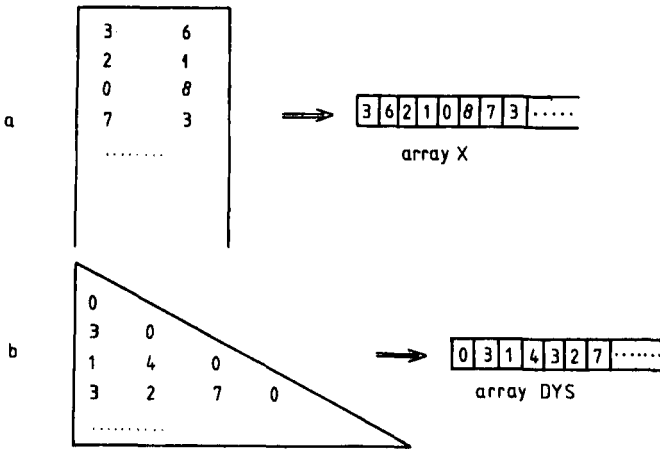 3 6
2 1
0 8
7 3
........
a
3 6 2 1 0 8 7 3 .....
array X
0
3 0
1 4 0
3 2 7 0
.........
b
0 3 1 4 3 2 7 .......
array DYS